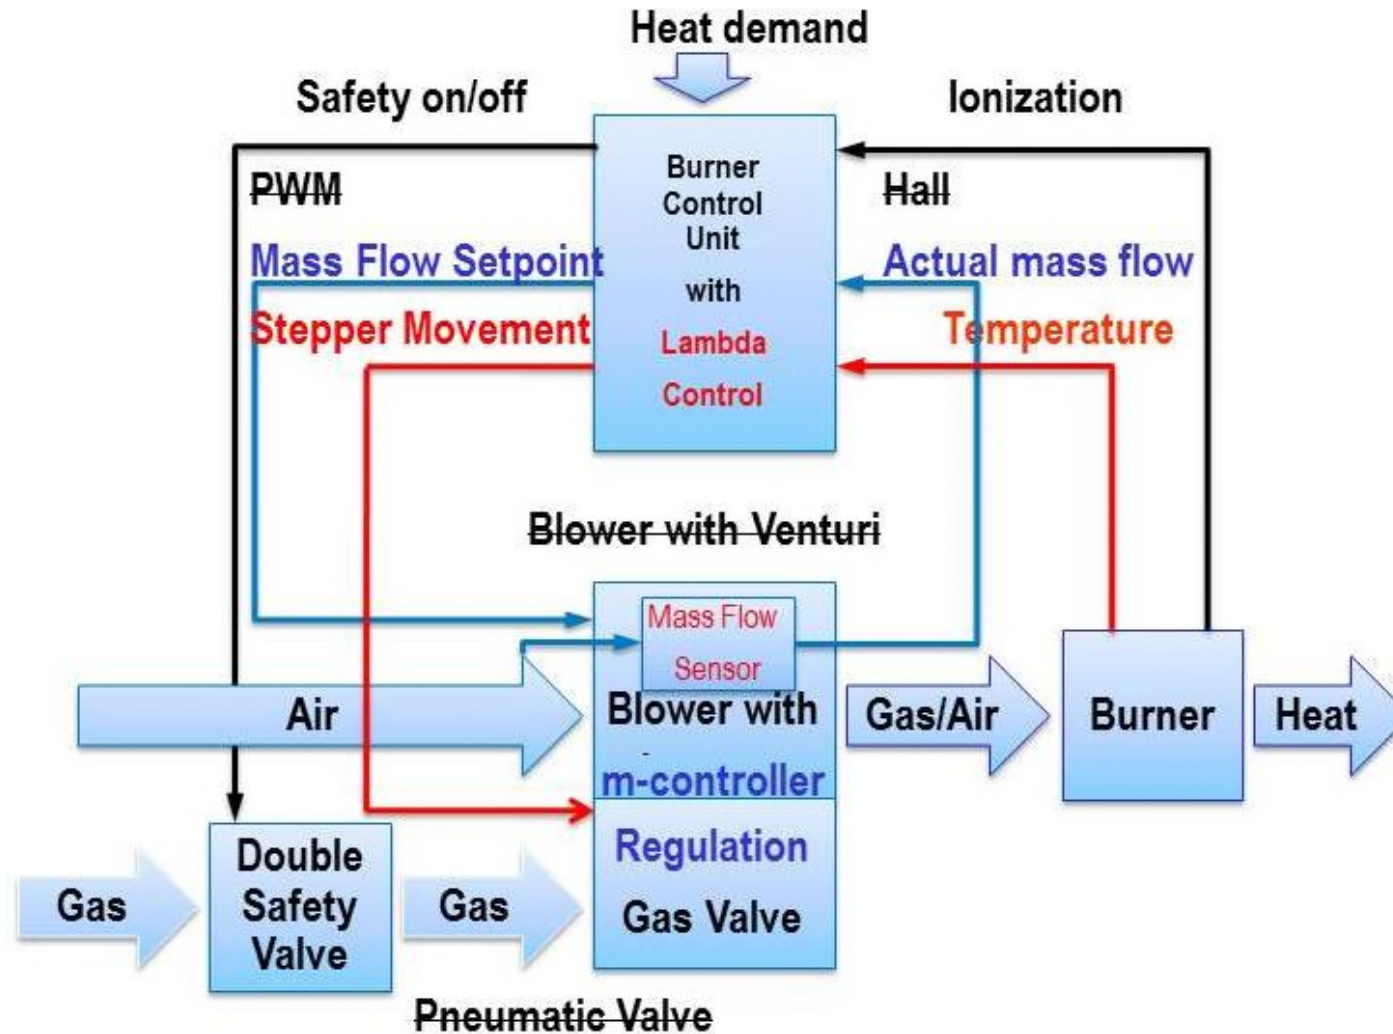 Heat demand
Safety on/off
Ionization
Burner
Control
Unit
with
Lambda
Control
PWM
Hall
Mass Flow Setpoint
Actual mass flow
Stepper Movement
Temperature
Blower with Venturi
Mass Flow
Sensor
Blower with
m-controller
Air
Gas/Air
Burner
Heat
Regulation
Gas Valve
Gas
Double
Safety
Valve
Gas
Pneumatic Valve